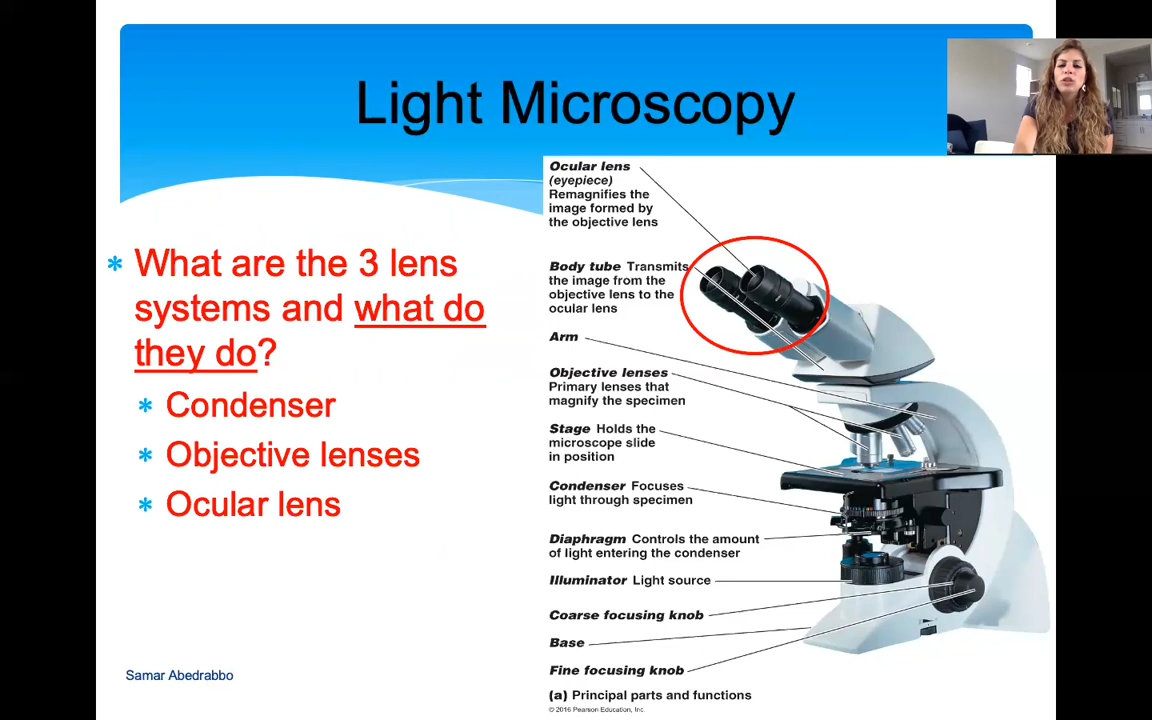 Light Microscopy
* What are the 3 lens
systems and what do
they do?
* Condenser
* Objective lenses
* Ocular lens
Samar Abedrabbo
Ocular lens
(eyepiece)
Remagnifies the
image formed by
the objective lens
Body tube Transmits
the image from the
objective lens to the
ocular lens
Arm
Objective lenses
Primary lenses that
magnify the specimen
Stage Holds the
microscope slide
in position
Condenser Focuses
light through specimen
Diaphragm Controls the amount
of light entering the condenser
Illuminator Light source
Coarse focusing knob
Base
Fine focusing knob
(a) Principal parts and functions
© 2016 Pearson Education, Inc.